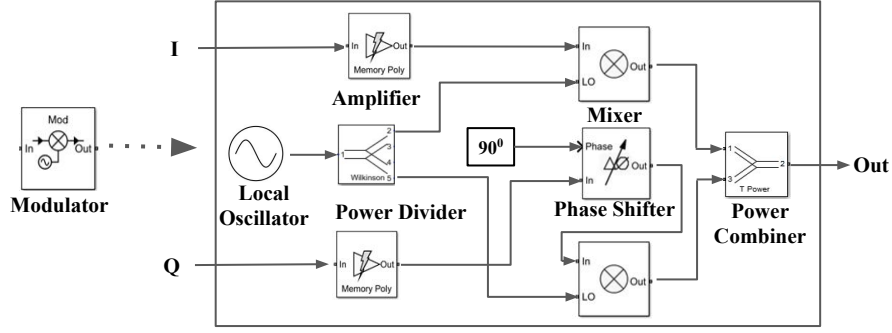 I
In
Out
Memory Poly
Amplifier
In
LO
Out
Mixer
Mod
In
Out
Modulator
Local
Oscillator
1
2
3
4
5
Wilkinson
Power Divider
90⁰
Phase
In
Out
Phase Shifter
1
3
2
T Power
Power
Combiner
Out
Q
In
Out
Memory Poly
In
LO
Out